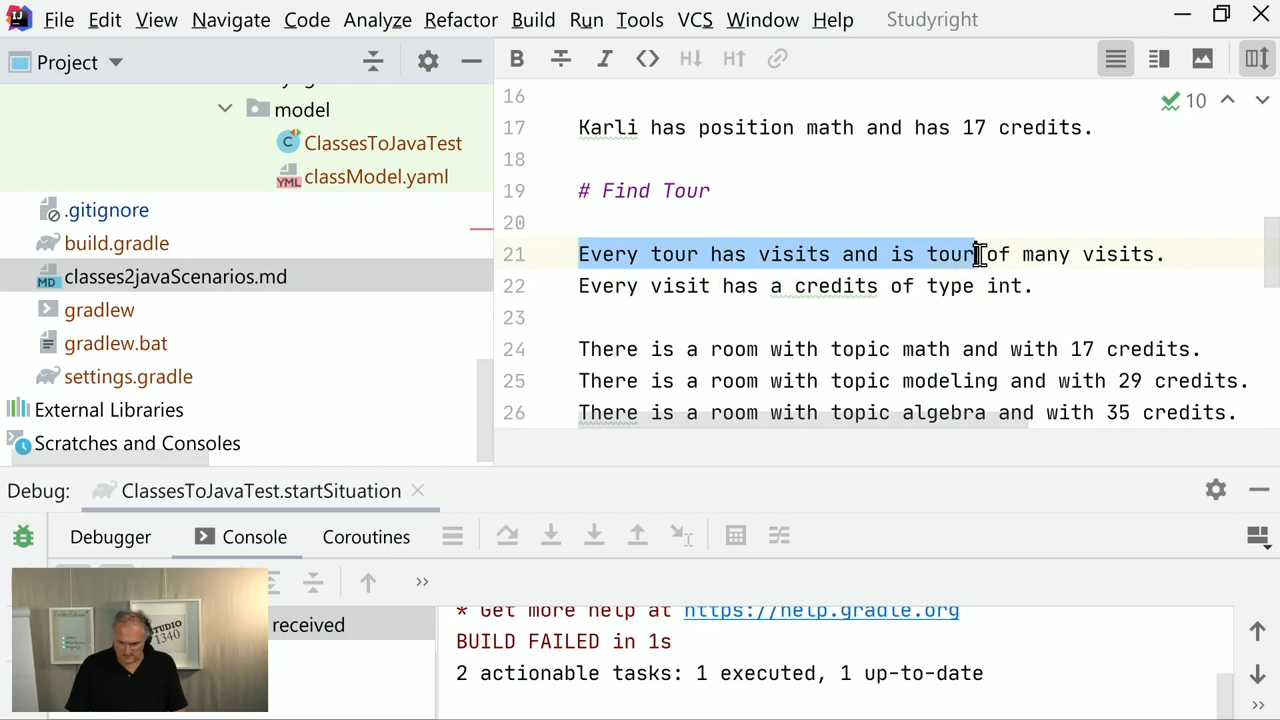 File Edit View Navigate Code Analyze Refactor Build Run Tools VCS Window Help Studyright
Project
model
ClassesToJavaTest
YML classModel.yaml
.gitignore
build.gradle
MD classes2javaScenarios.md
gradlew
gradlew.bat
settings.gradle
External Libraries
Scratches and Consoles
B I H↓ H↑
10
16
17 Karli has position math and has 17 credits.
18
19 # Find Tour
20
21 Every tour has visits and is tour of many visits.
22 Every visit has a credits of type int.
23
24 There is a room with topic math and with 17 credits.
25 There is a room with topic modeling and with 29 credits.
26 There is a room with topic algebra and with 35 credits.
Debug: ClassesToJavaTest.startSituation
Debugger Console Coroutines
>>
received
STUDIO
1340
* Get more help at https://help.gradle.org
BUILD FAILED in 1s
2 actionable tasks: 1 executed, 1 up-to-date
>>